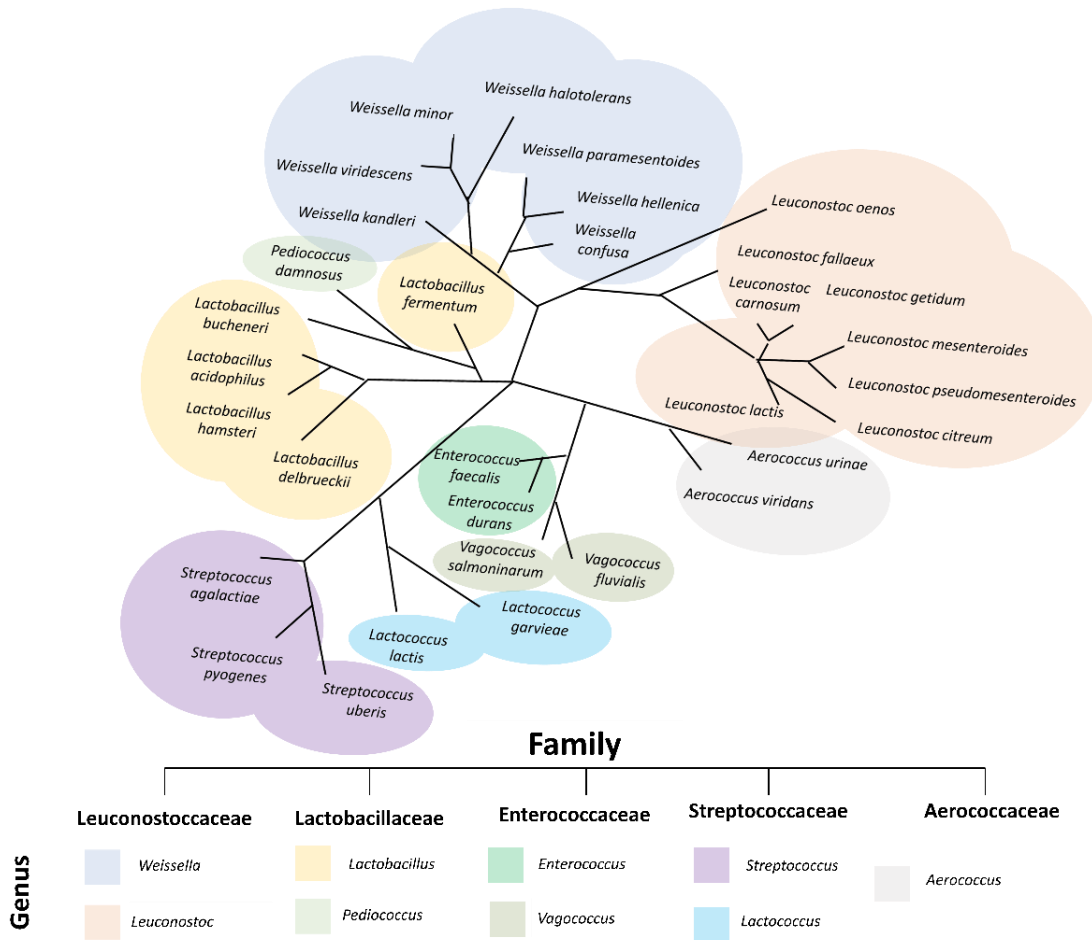 Weissella halotolerans
Weissella minor
Weissella paramesentoides
Weissella viridescens
Weissella hellenica
Leuconostoc oenos
Weissella kandleri
Weissella
confusa
Pediococcus
damnosus
Leuconostoc fallaeux
Lactobacillus
fermentum
Leuconostoc
carnosum
Leuconostoc getidum
Lactobacillus
bucheneri
Leuconostoc mesenteroides
Lactobacillus
acidophilus
Leuconostoc pseudomesenteroides
Leuconostoc lactis
Lactobacillus
hamsteri
Leuconostoc citreum
Lactobacillus
delbrueckii
Enterococcus
faecalis
Aerococcus urinae
Enterococcus
durans
Aerococcus viridans
Vagococcus
salmoninarum
Vagococcus
fluvialis
Streptococcus
agalactiae
Lactococcus
garvieae
Lactococcus
lactis
Streptococcus
pyogenes
Streptococcus
uberis
Family
Leuconostoccaceae
Lactobacillaceae
Enterococcaceae
Streptococcaceae
Aerococcaceae
Genus
Weissella
Lactobacillus
Enterococcus
Streptococcus
Aerococcus
Leuconostoc
Pediococcus
Vagococcus
Lactococcus